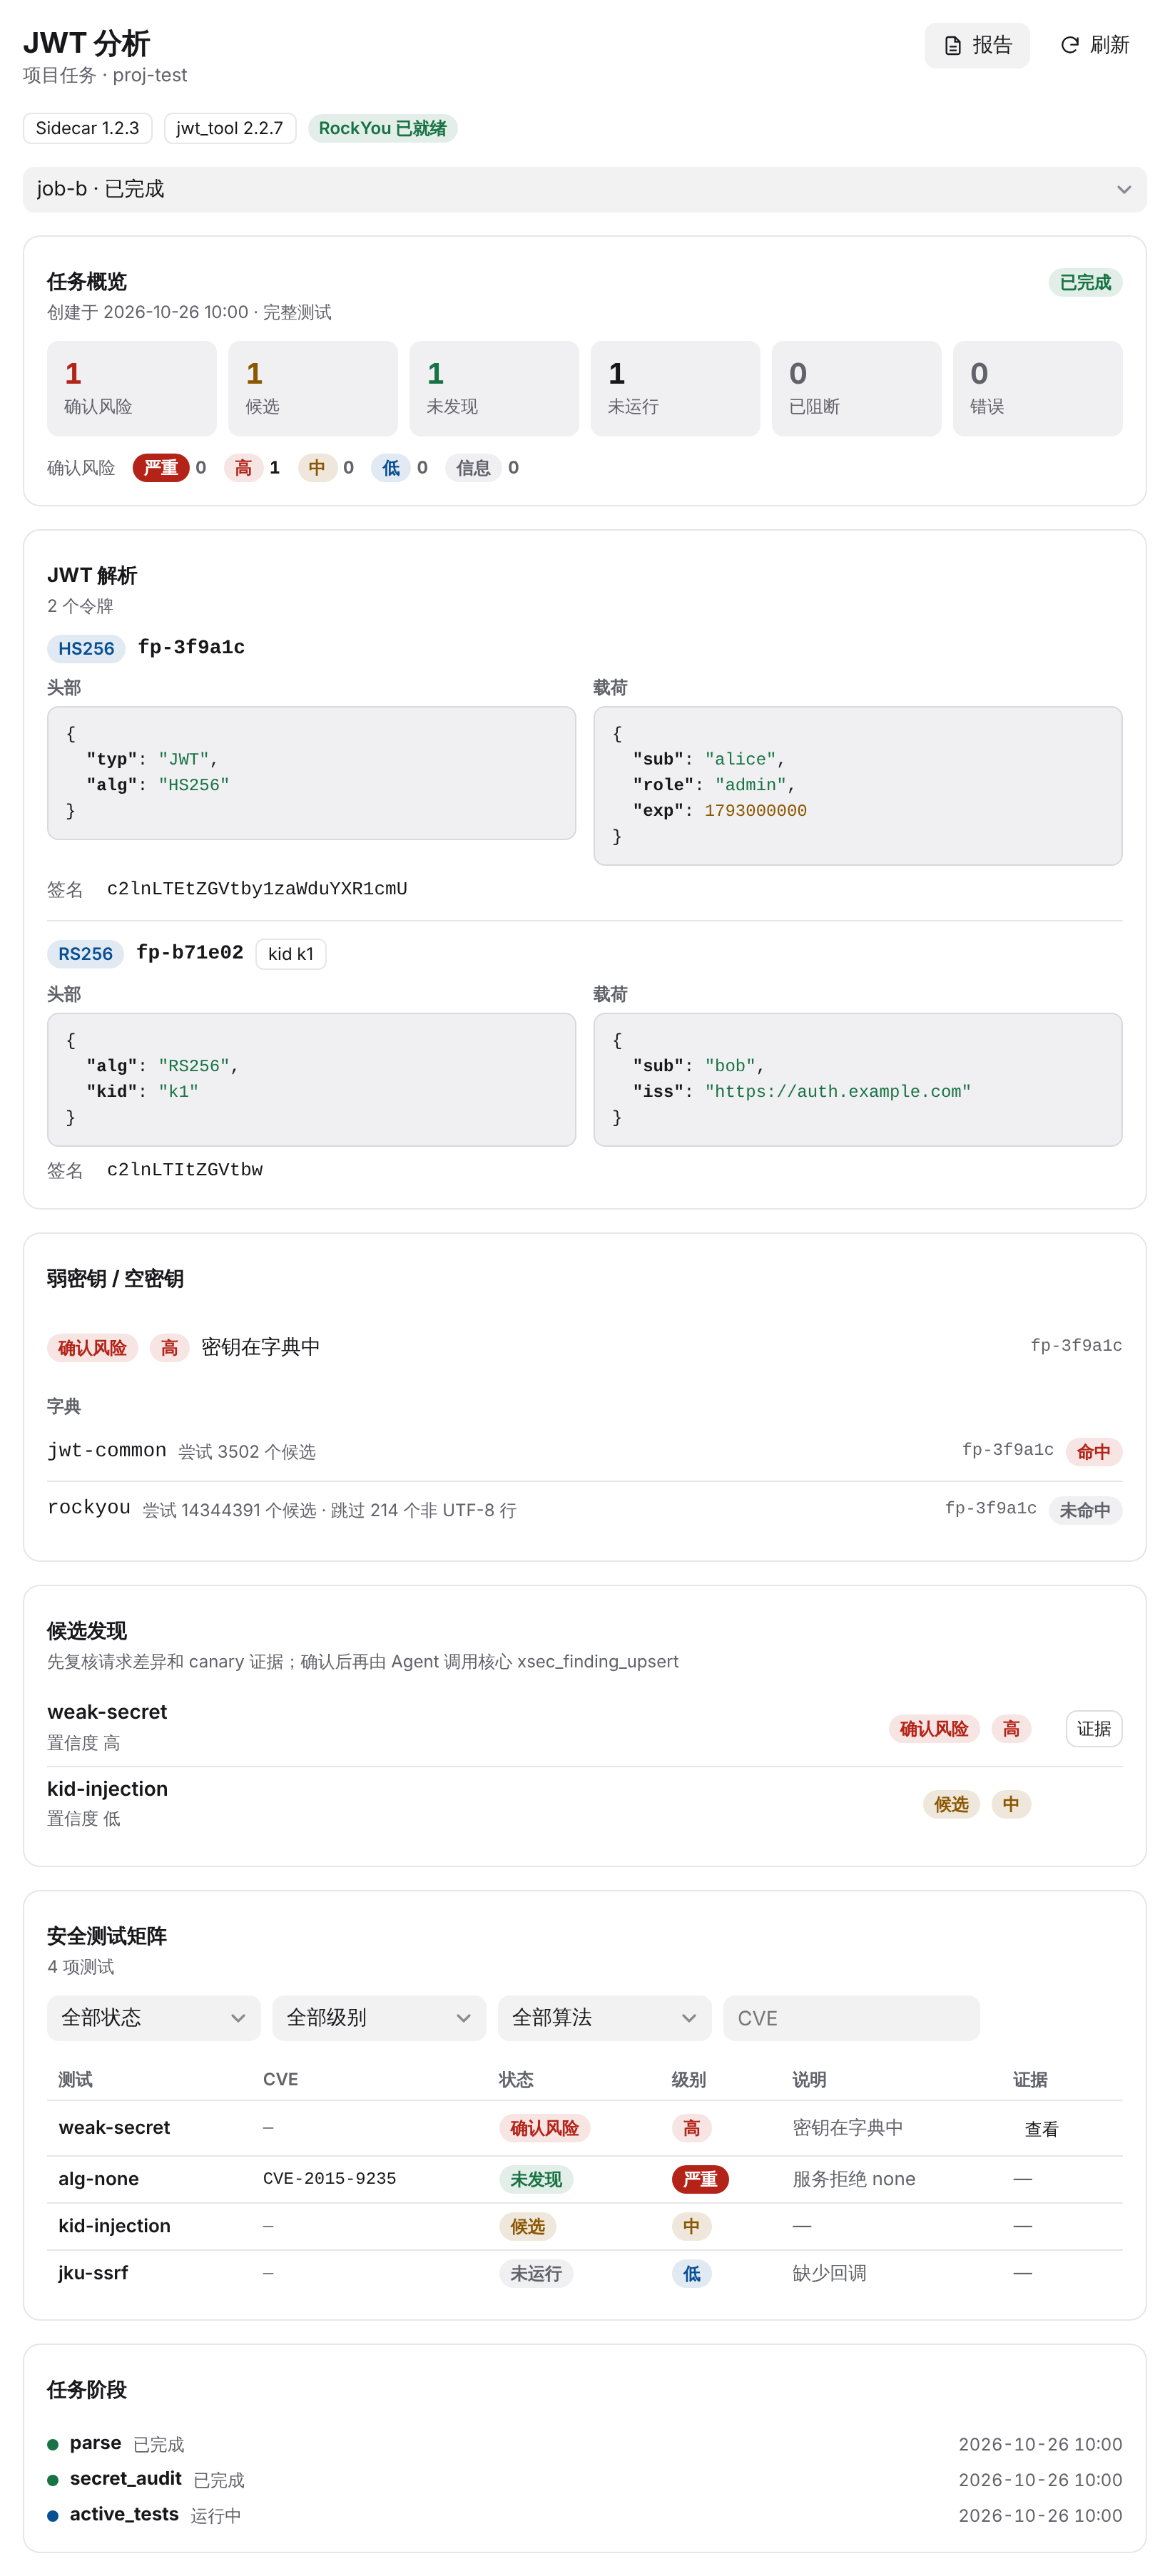 JWT 分析
项目任务 · proj-test
报告
刷新
Sidecar 1.2.3
jwt_tool 2.2.7
RockYou 已就绪
job-b · 已完成
任务概览
已完成
创建于 2026-10-26 10:00 · 完整测试
1 1 1 1 0 0
确认风险 候选 未发现 未运行 已阻断 错误
确认风险 严重 0 高 1 中 0 低 0 信息 0
JWT 解析
2 个令牌
HS256 fp-3f9a1c
头部
{
"typ": "JWT",
"alg": "HS256"
}
载荷
{
"sub": "alice",
"role": "admin",
"exp": 1793000000
}
签名 c2lnLTEtZGVtby1zaWduYXR1cmU
RS256 fp-b71e02 kid k1
头部
{
"alg": "RS256",
"kid": "k1"
}
载荷
{
"sub": "bob",
"iss": "https://auth.example.com"
}
签名 c2lnLTItZGVtbw
弱密钥 / 空密钥
确认风险 高 密钥在字典中 fp-3f9a1c
字典
jwt-common 尝试 3502 个候选 fp-3f9a1c 命中
rockyou 尝试 14344391 个候选 · 跳过 214 个非 UTF-8 行 fp-3f9a1c 未命中
候选发现
先复核请求差异和 canary 证据；确认后再由 Agent 调用核心 xsec_finding_upsert
weak-secret
置信度 高
确认风险 高 证据
kid-injection
置信度 低
候选 中
安全测试矩阵
4 项测试
全部状态 全部级别 全部算法 CVE
测试 CVE 状态 级别 说明 证据
weak-secret – 确认风险 高 密钥在字典中 查看
alg-none CVE-2015-9235 未发现 严重 服务拒绝 none —
kid-injection – 候选 中 — —
jku-ssrf – 未运行 低 缺少回调 —
任务阶段
parse 已完成 2026-10-26 10:00
secret_audit 已完成 2026-10-26 10:00
active_tests 运行中 2026-10-26 10:00